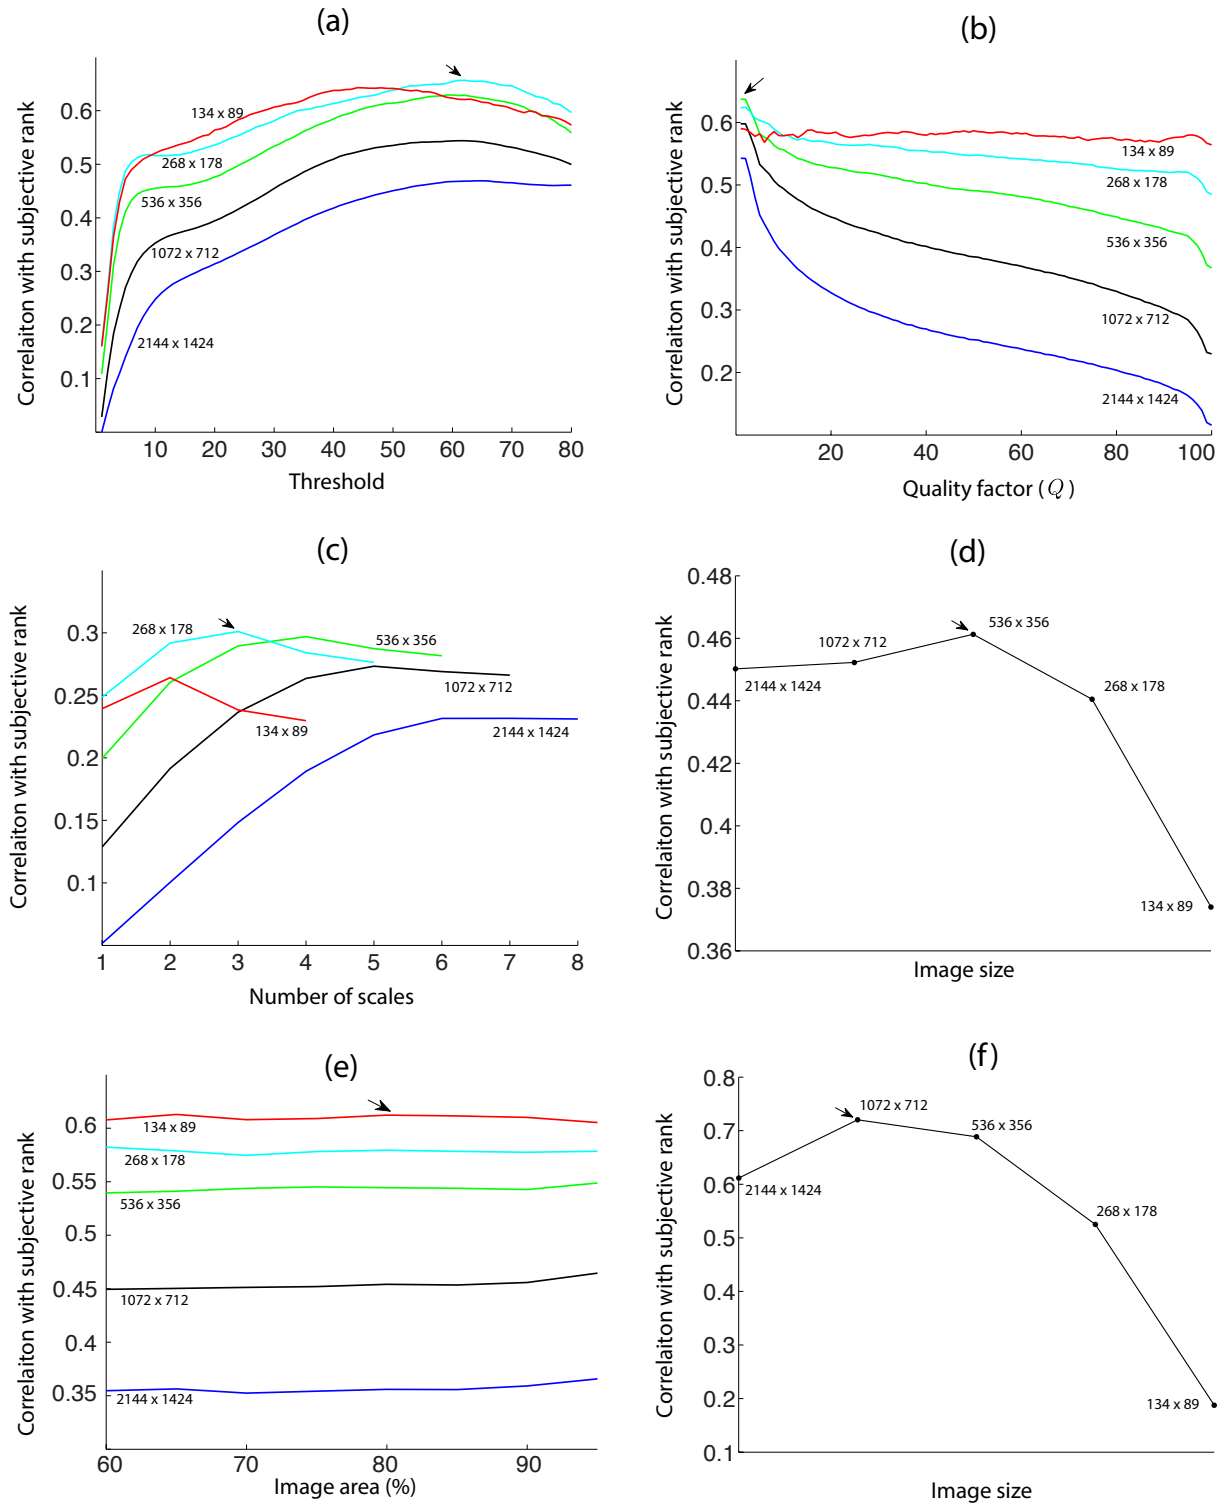 (a)
Correlaiton with subjective rank
0.6
0.5
0.4
0.3
0.2
0.1
134 x 89
268 x 178
536 x 356
1072 x 712
2144 x 1424
10 20 30 40 50 60 70 80
Threshold
(b)
Correlaiton with subjective rank
0.6
0.5
0.4
0.3
0.2
134 x 89
268 x 178
536 x 356
1072 x 712
2144 x 1424
20 40 60 80 100
Quality factor (Q)
(c)
Correlaiton with subjective rank
0.3
0.25
0.2
0.15
0.1
268 x 178
536 x 356
1072 x 712
134 x 89
2144 x 1424
1 2 3 4 5 6 7 8
Number of scales
(d)
Correlaiton with subjective rank
0.48
0.46
0.44
0.42
0.4
0.38
0.36
536 x 356
1072 x 712
2144 x 1424
268 x 178
134 x 89
Image size
(e)
Correlaiton with subjective rank
0.6
0.55
0.5
0.45
0.4
0.35
134 x 89
268 x 178
536 x 356
1072 x 712
2144 x 1424
60 70 80 90
Image area (%)
(f)
Correlaiton with subjective rank
0.8
0.7
0.6
0.5
0.4
0.3
0.2
0.1
1072 x 712
536 x 356
2144 x 1424
268 x 178
134 x 89
Image size